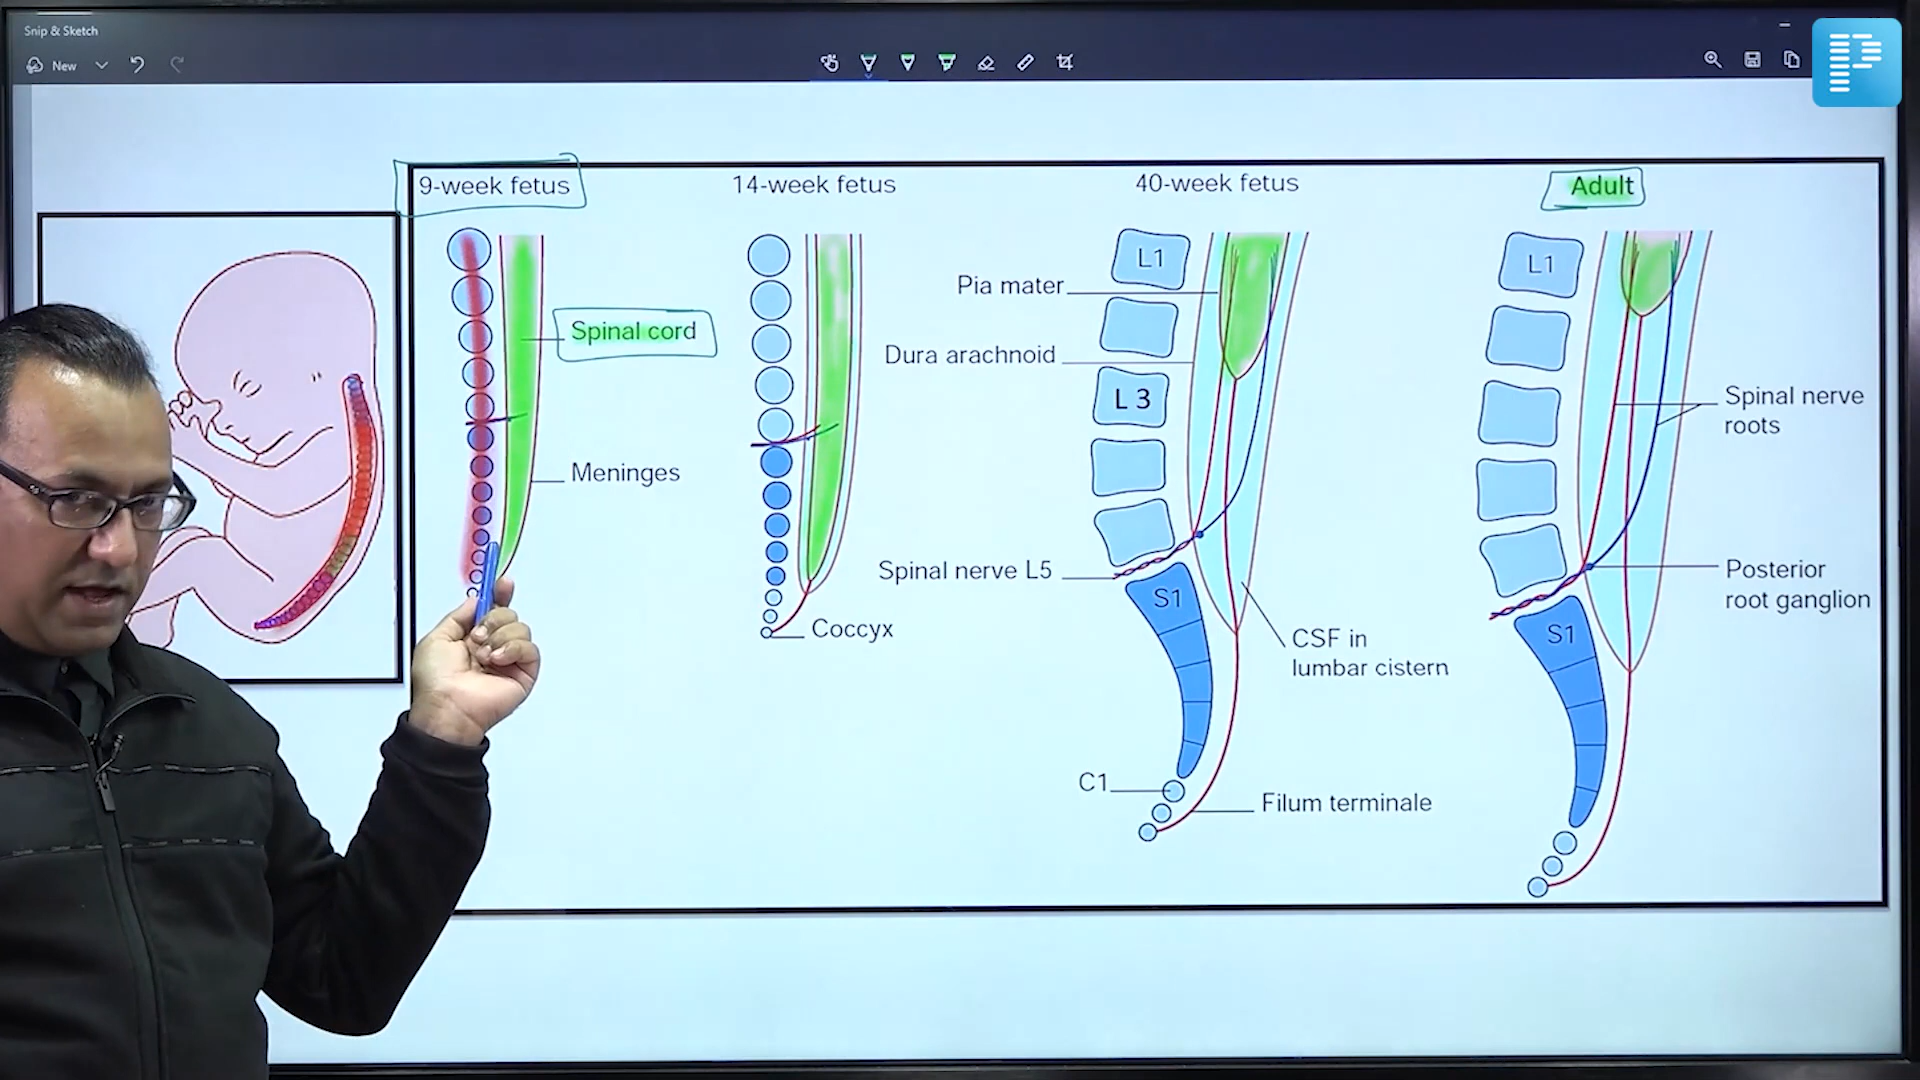 Snip & Sketch
New
9-week fetus
14-week fetus
40-week fetus
Adult
Spinal cord
Meninges
Coccyx
Pia mater
Dura arachnoid
Spinal nerve L5
L1
L 3
S1
C1
CSF in
lumbar cistern
Filum terminale
L1
S1
Spinal nerve
roots
Posterior
root ganglion